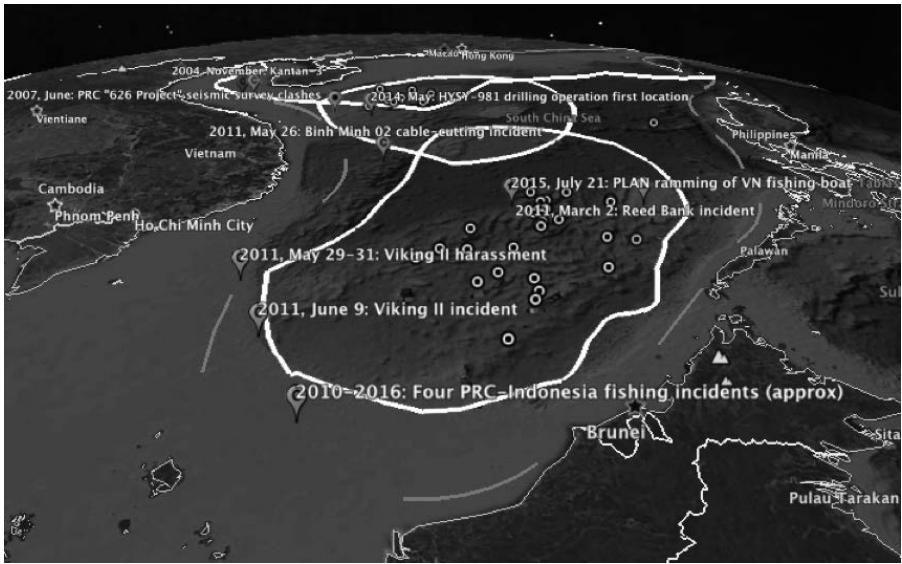 Macau
Hong Kong
2004, November: Kantan-3
2007, June: PRC "626 Project" seismic survey clashes
2014, May: HYSY-981 drilling operation first location
Vientiane
South China Sea
2011, May 26: Binh Minh 02 cable-cutting incident
Philippines
Vietnam
Manila
Cambodia
2015, July 21: PLAN ramming of VN fishing boat
Phnom Penh
2011, March 2: Reed Bank incident
Mindoro Str
Ho Chi Minh City
2011, May 29-31: Viking II harassment
Palawan
Sul
2011, June 9: Viking II incident
2010-2016: Four PRC-Indonesia fishing incidents (approx)
Brunei
Sita
Pulau Tarakan